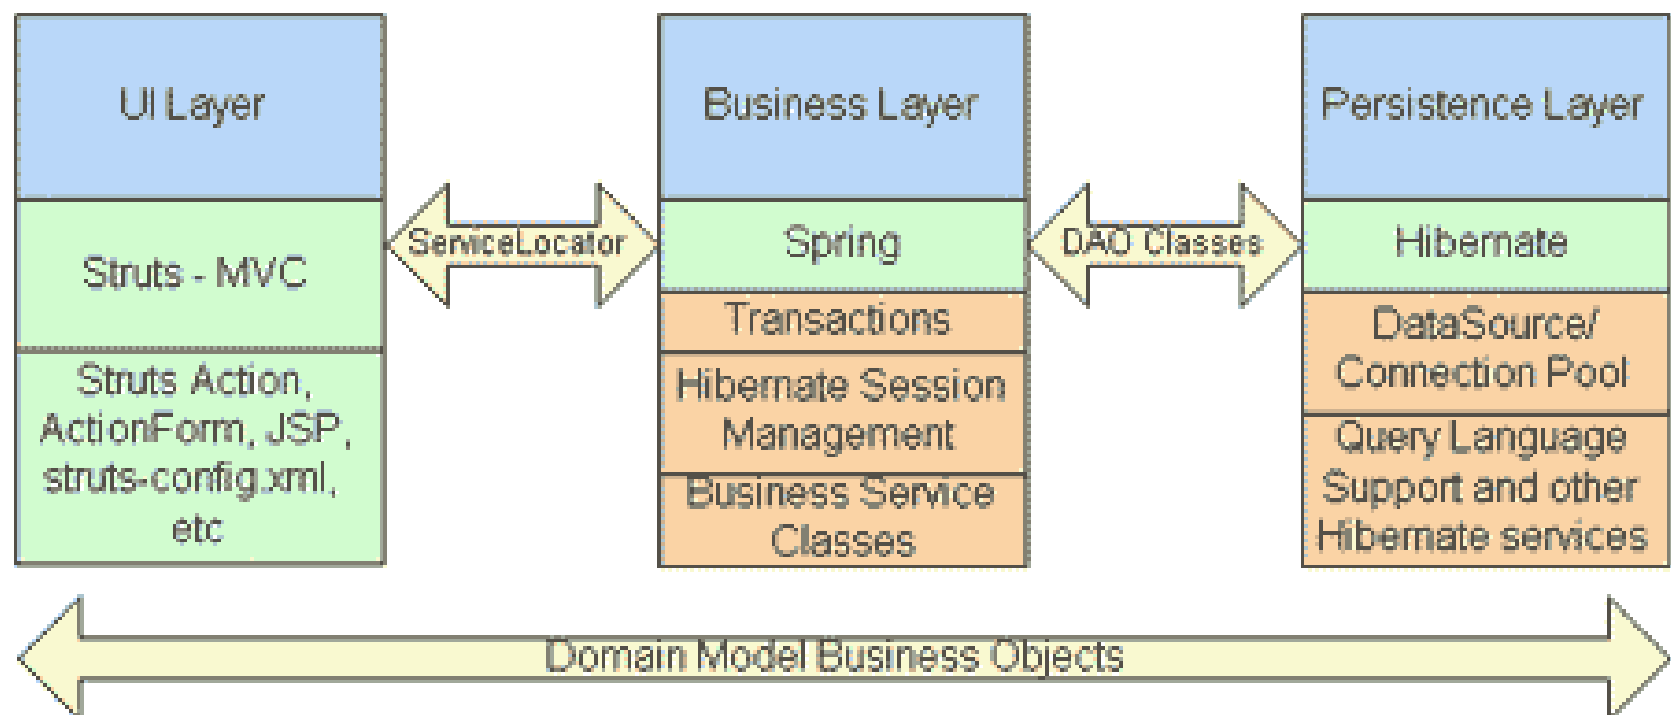 UI Layer
Struts - MVC
Struts Action,
ActionForm, JSP,
struts-config.xml,
etc
ServiceLocator
Business Layer
Spring
Transactions
Hibernate Session
Management
Business Service
Classes
DAO Classes
Persistence Layer
Hibernate
DataSource/
Connection Pool
Query Language
Support and other
Hibernate services
Domain Model Business Objects